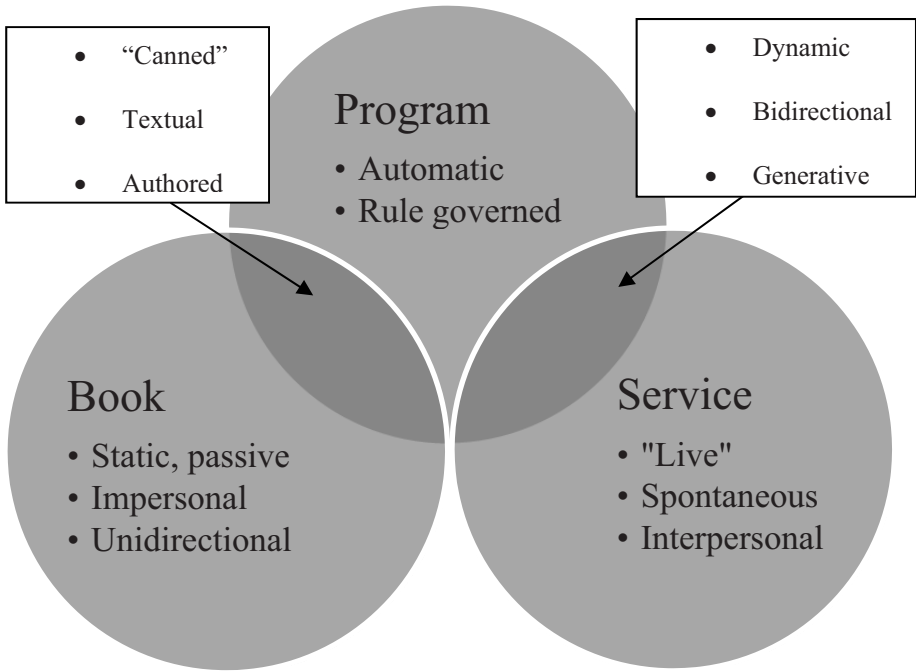 • “Canned”
• Textual
• Authored
• Dynamic
• Bidirectional
• Generative
Program
• Automatic
• Rule governed
Book
• Static, passive
• Impersonal
• Unidirectional
Service
• "Live"
• Spontaneous
• Interpersonal